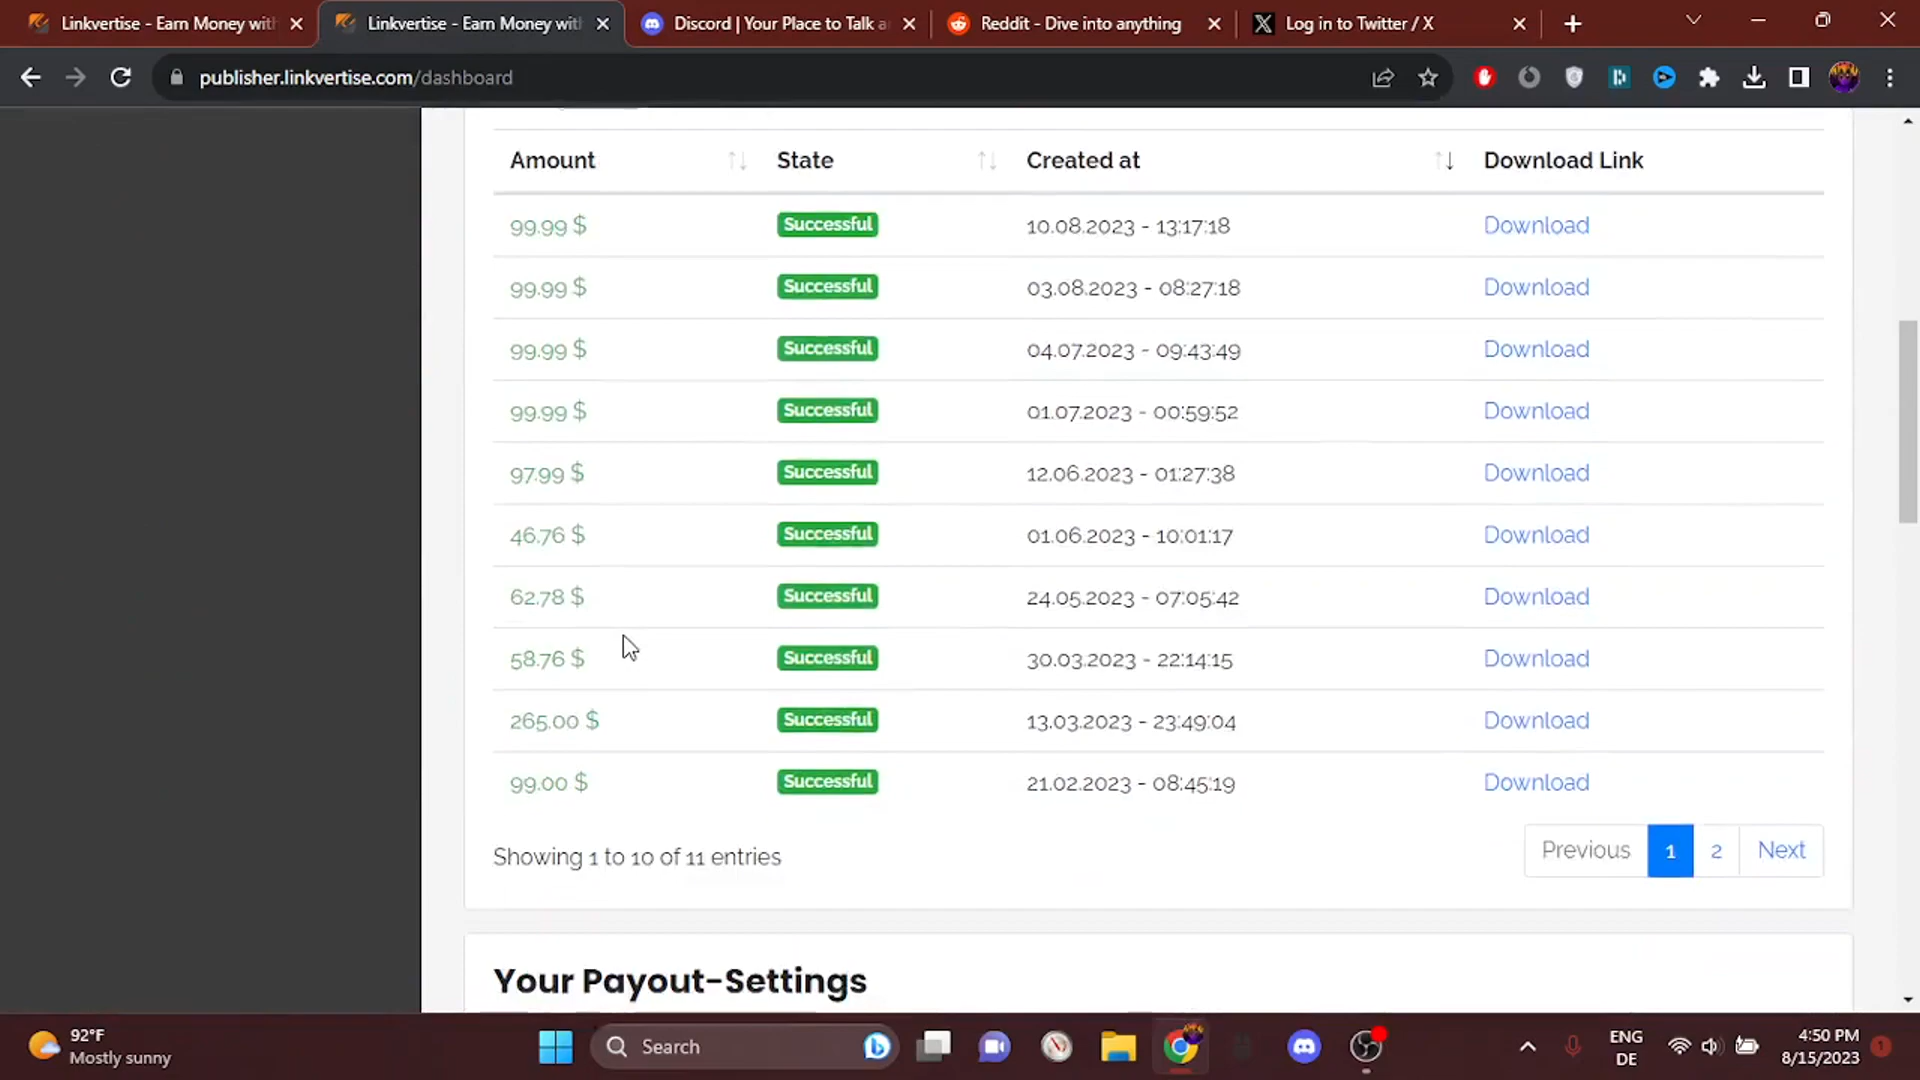 Linkvertise - Earn Money wit
Linkvertise - Earn Money wit
Discord | Your Place to Talk a
Reddit - Dive into anything
Log in to Twitter / X
publisher.linkvertise.com/dashboard
Amount State Created at Download Link
99.99 $ Successful 10.08.2023 - 13:17:18 Download
99.99 $ Successful 03.08.2023 - 08:27:18 Download
99.99 $ Successful 04.07.2023 - 09:43:49 Download
99.99 $ Successful 01.07.2023 - 00:59:52 Download
97.99 $ Successful 12.06.2023 - 01:27:38 Download
46.76 $ Successful 01.06.2023 - 10:01:17 Download
62.78 $ Successful 24.05.2023 - 07:05:42 Download
58.76 $ Successful 30.03.2023 - 22:14:15 Download
265.00 $ Successful 13.03.2023 - 23:49:04 Download
99.00 $ Successful 21.02.2023 - 08:45:19 Download
Showing 1 to 10 of 11 entries
Previous 1 2 Next
Your Payout-Settings
92°F
Mostly sunny
Search
ENG
DE
4:50 PM
8/15/2023
1